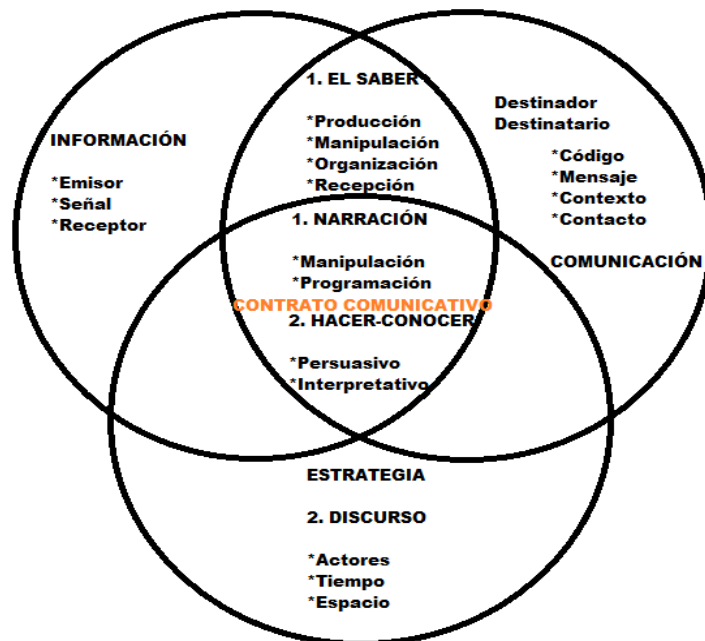 INFORMACIÓN
*Emisor
*Señal
*Receptor
1. EL SABER
*Producción
*Manipulación
*Organización
*Recepción
Destinador
Destinatario
*Código
*Mensaje
*Contexto
*Contacto
COMUNICACIÓN
1. NARRACIÓN
*Manipulación
*Programación
CONTRATO COMUNICATIVO
2. HACER-CONOCER
*Persuasivo
*Interpretativo
ESTRATEGIA
2. DISCURSO
*Actores
*Tiempo
*Espacio